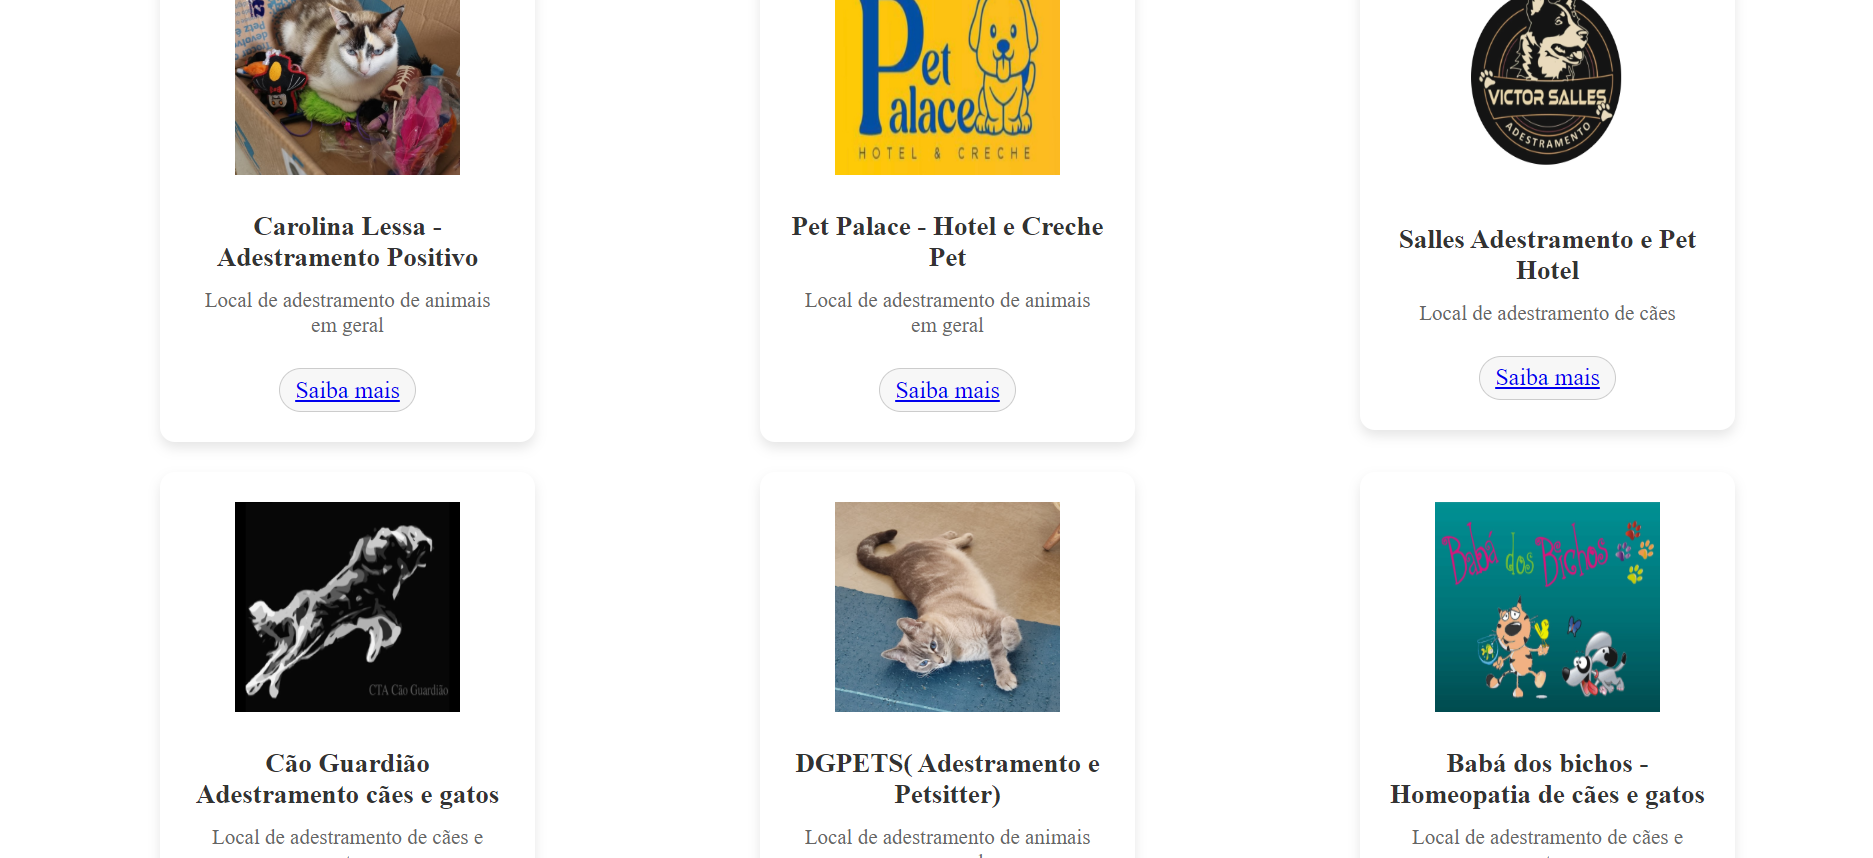 Petz é
devolv
Pet
Palace
HOTEL & CRECHE
VICTOR SALLES
ADESTRAMENTO
Carolina Lessa -
Adestramento Positivo
Local de adestramento de animais
em geral
Saiba mais
Pet Palace - Hotel e Creche
Pet
Local de adestramento de animais
em geral
Saiba mais
Salles Adestramento e Pet
Hotel
Local de adestramento de cães
Saiba mais
CTA Cão Guardião
Babá dos Bichos
Cão Guardião
Adestramento cães e gatos
Local de adestramento de cães e
DGPETS( Adestramento e
Petsitter)
Local de adestramento de animais
Babá dos bichos -
Homeopatia de cães e gatos
Local de adestramento de cães e